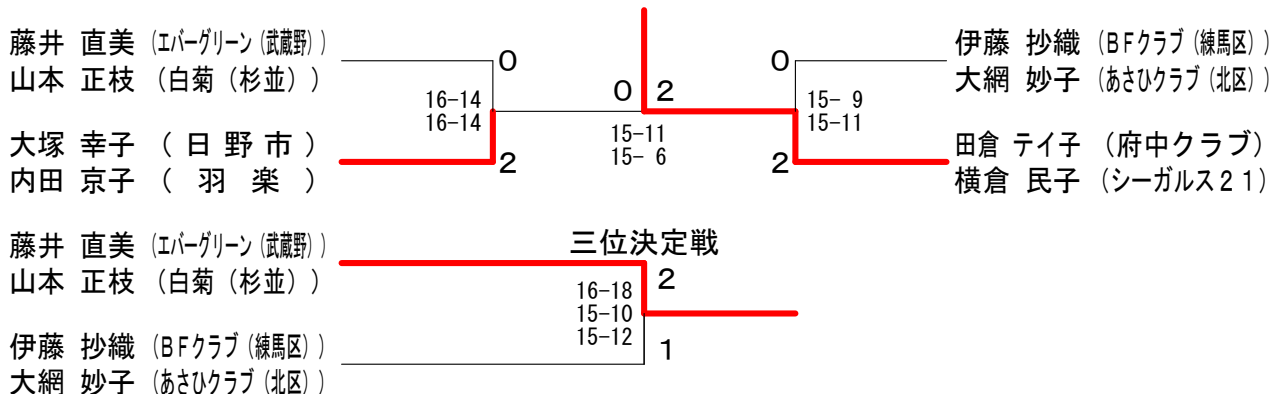 藤井 直美 (エバーグリーン(武蔵野))
山本 正枝 (白菊(杉並))
0
16-14
16-14
大塚 幸子 (日野市)
内田 京子 (羽楽)
2
0 2
15-11
15- 6
0
15- 9
15-11
2
伊藤 抄織 (BFクラブ(練馬区))
大網 妙子 (あさひクラブ(北区))
田倉 テイ子 (府中クラブ)
横倉 民子 (シーガルス21)
三位決定戦
藤井 直美 (エバーグリーン(武蔵野))
山本 正枝 (白菊(杉並))
2
16-18
15-10
15-12
1
伊藤 抄織 (BFクラブ(練馬区))
大網 妙子 (あさひクラブ(北区))